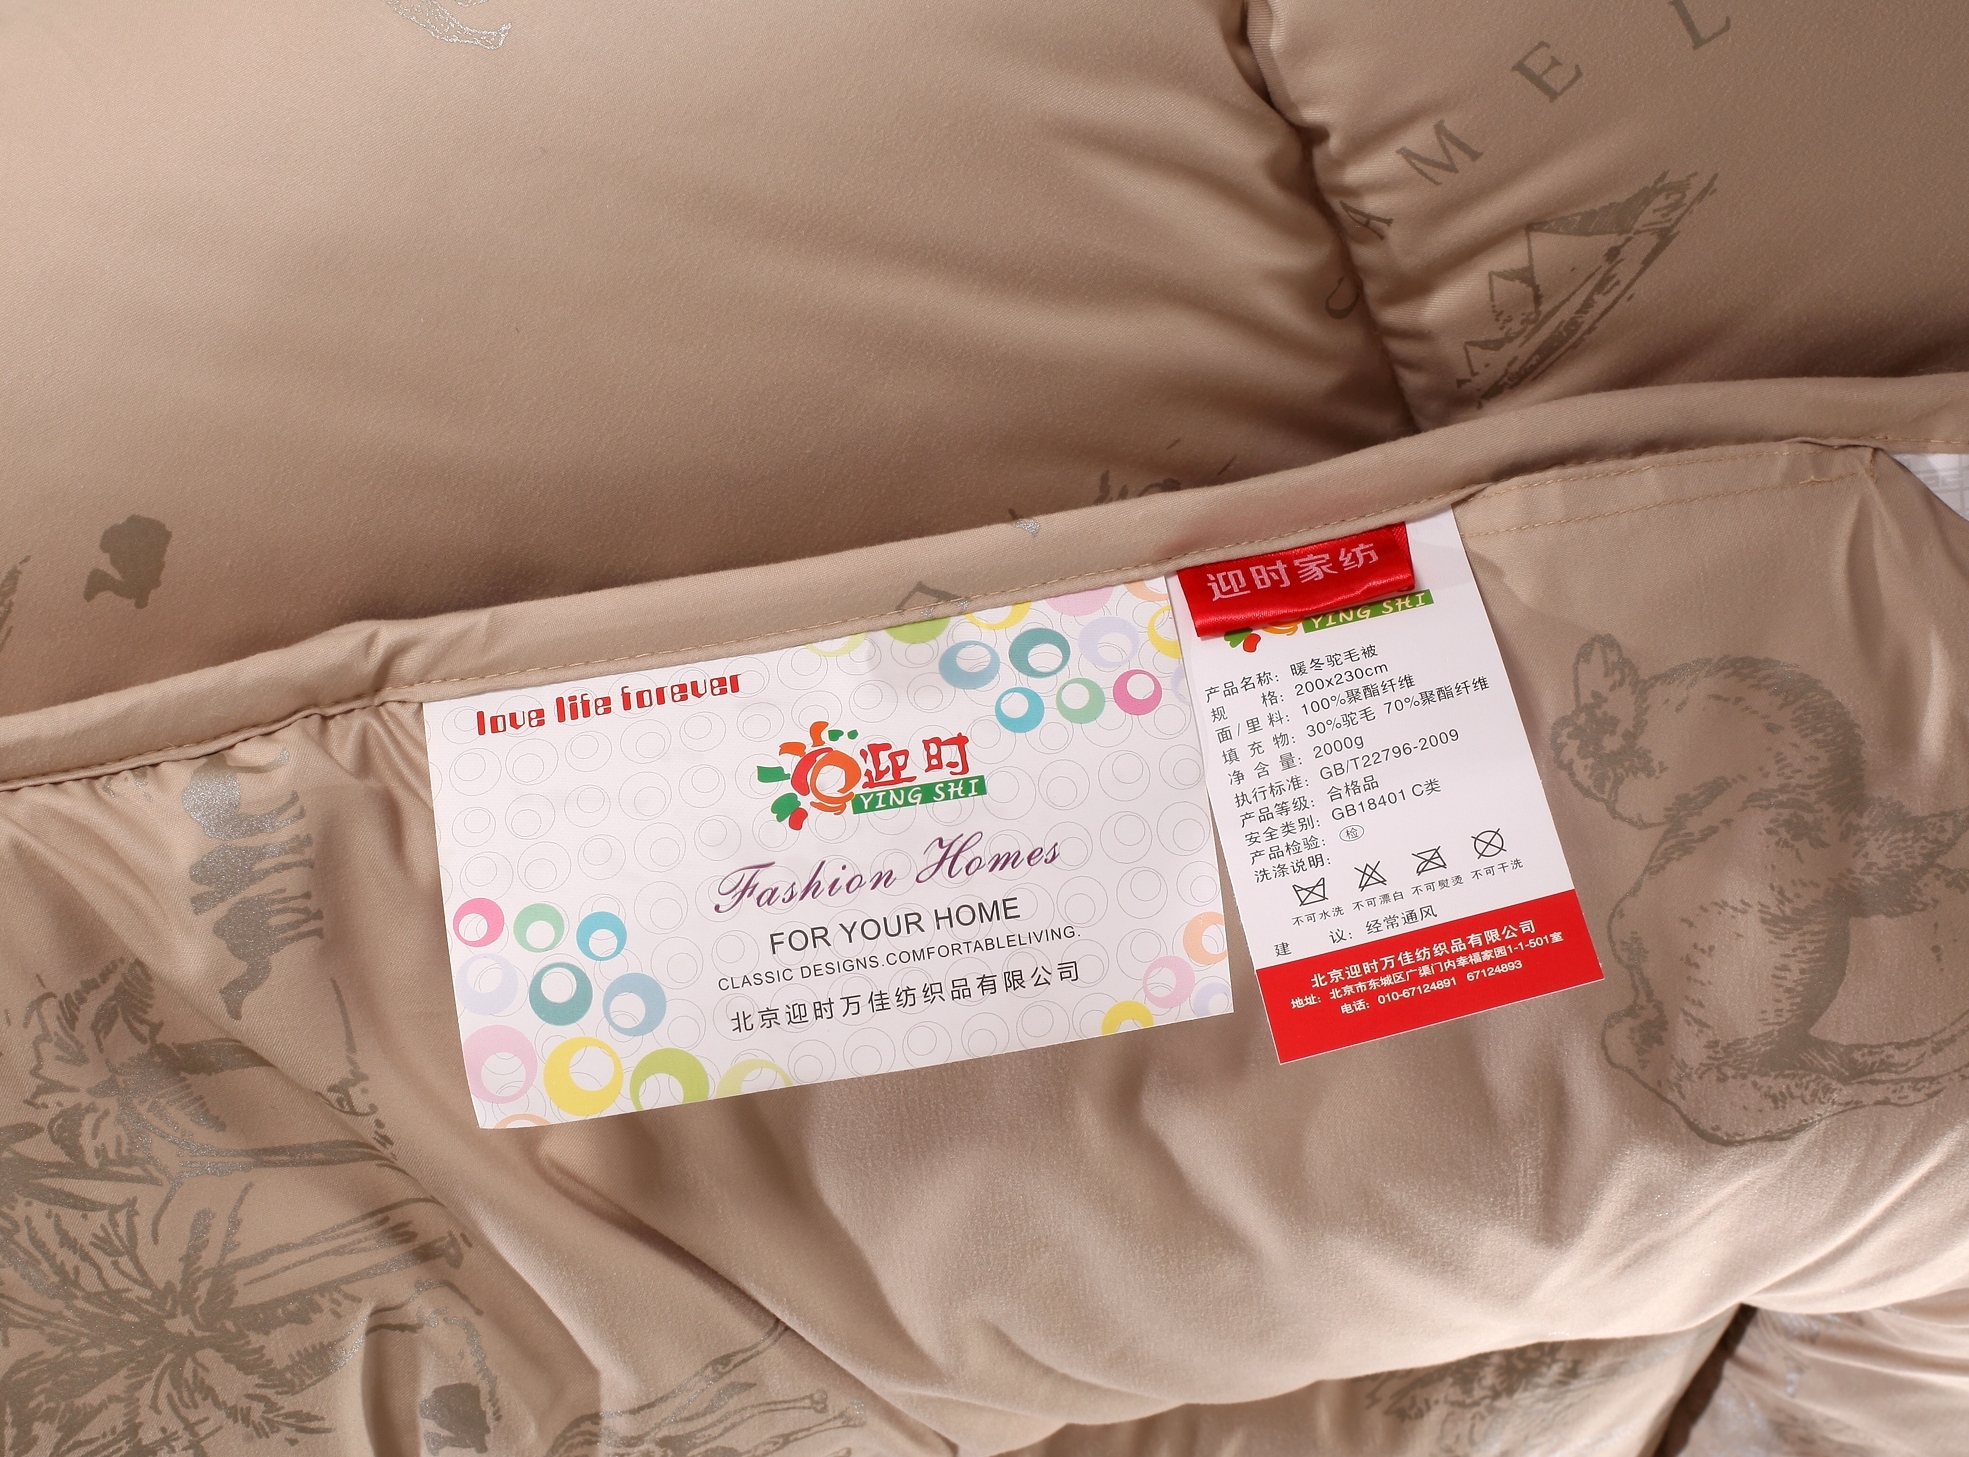 CAMEL
love life forever
迎时
YING SHI
Fashion Homes
FOR YOUR HOME
CLASSIC DESIGNS.COMFORTABLELIVING.
北京迎时万佳纺织品有限公司
迎时家纺
YING SHI
产品名称: 暖冬驼毛被
规 格: 200x230cm
面/里料: 100%聚酯纤维
填充物: 30%驼毛 70%聚酯纤维
净含量: 2000g
执行标准: GB/T22796-2009
产品等级: 合格品
安全类别: GB18401 C类
产品检验: 检
洗涤说明:
不可水洗 不可漂白 不可熨烫 不可干洗
建 议: 经常通风
北京迎时万佳纺织品有限公司
地址: 北京市东城区广渠门内幸福家园1-1-501室
电话: 010-67124891 67124893